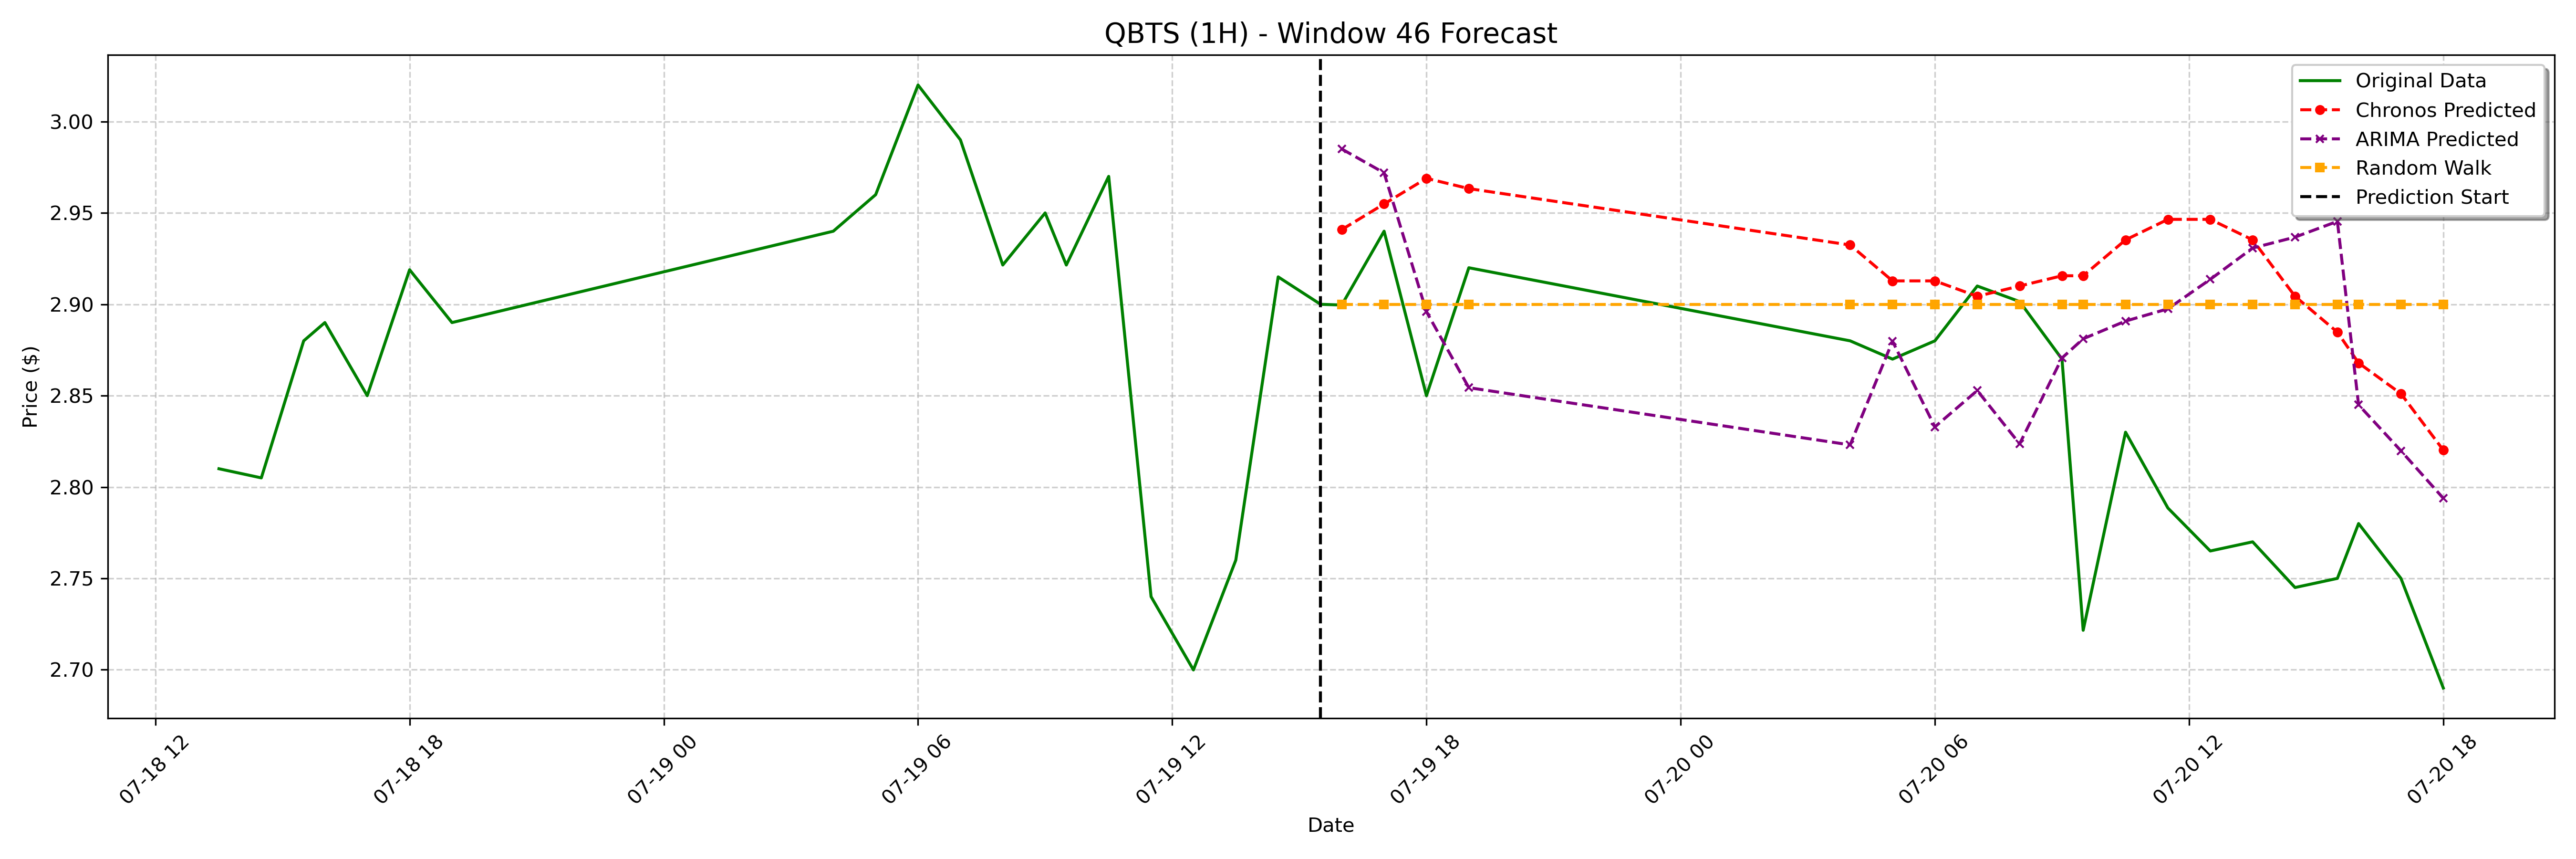 QBTS (1H) - Window 46 Forecast
Original Data
Chronos Predicted
ARIMA Predicted
Random Walk
Prediction Start
Price ($)
3.00
2.95
2.90
2.85
2.80
2.75
2.70
07-18 12
07-18 18
07-19 00
07-19 06
07-19 12
07-19 18
07-20 00
07-20 06
07-20 12
07-20 18
Date